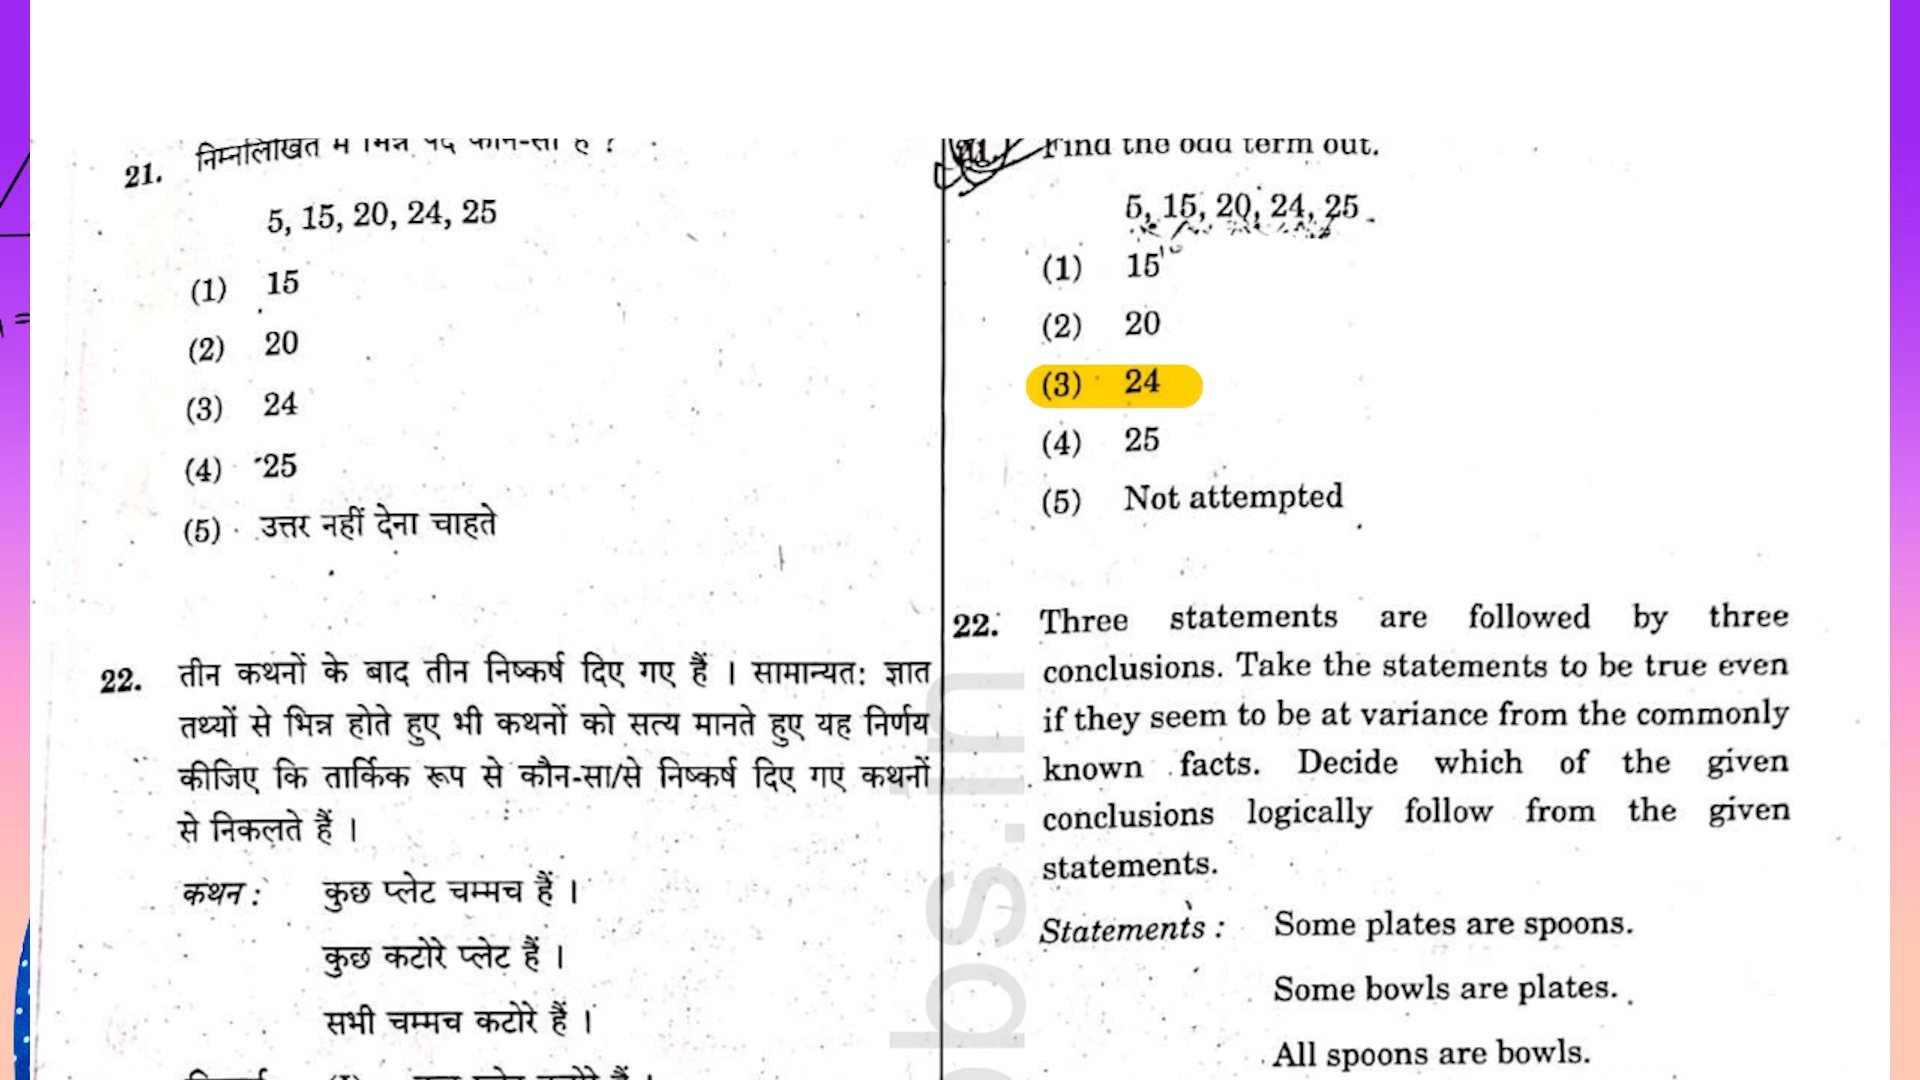 21. निम्नलिखित में भिन्न पद कौन-सा है ?
5, 15, 20, 24, 25
(1) 15
(2) 20
(3) 24
(4) 25
(5) उत्तर नहीं देना चाहते
22. तीन कथनों के बाद तीन निष्कर्ष दिए गए हैं । सामान्यतः ज्ञात
तथ्यों से भिन्न होते हुए भी कथनों को सत्य मानते हुए यह निर्णय
कीजिए कि तार्किक रूप से कौन-सा/से निष्कर्ष दिए गए कथनों
से निकलते हैं ।
कथन : कुछ प्लेट चम्मच हैं ।
कुछ कटोरे प्लेट हैं ।
सभी चम्मच कटोरे हैं ।
21. Find the odd term out.
5, 15, 20, 24, 25
(1) 15
(2) 20
(3) 24
(4) 25
(5) Not attempted
22. Three statements are followed by three
conclusions. Take the statements to be true even
if they seem to be at variance from the commonly
known facts. Decide which of the given
conclusions logically follow from the given
statements.
Statements : Some plates are spoons.
Some bowls are plates.
All spoons are bowls.
bs.in